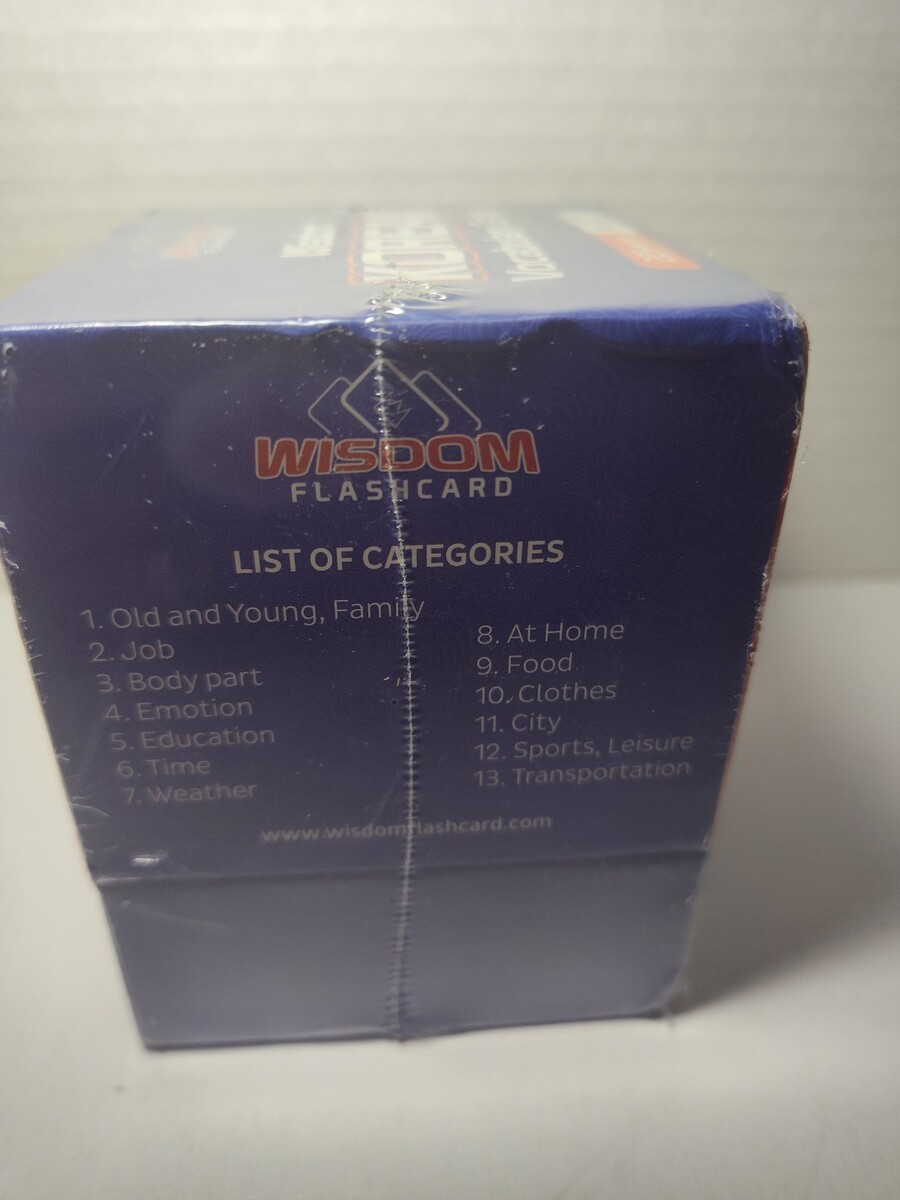 KOREAN
WISDOM
FLASHCARD
LIST OF CATEGORIES
1. Old and Young, Family
2. Job
3. Body part
4. Emotion
5. Education
6. Time
7. Weather
8. At Home
9. Food
10. Clothes
11. City
12. Sports, Leisure
13. Transportation
www.wisdomflashcard.com